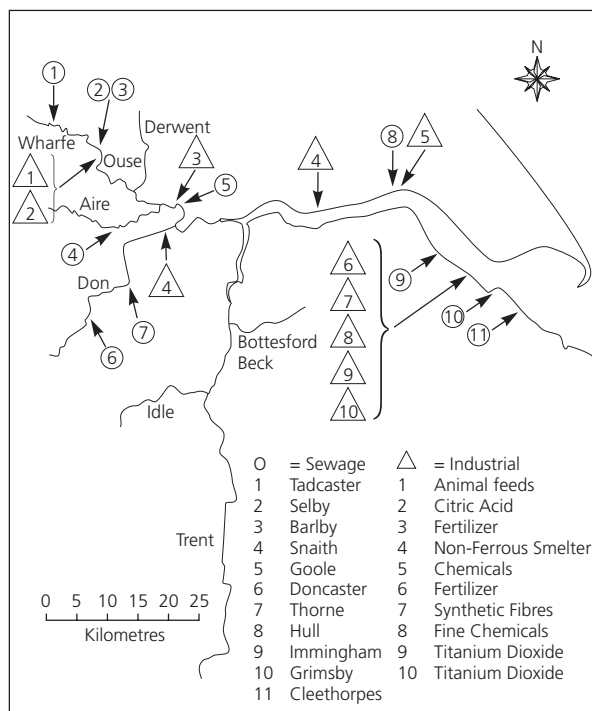 N
1
2 3
Derwent
Wharfe
Ouse
1
2
Aire
3
5
4
8
5
4
4
Don
7
6
9
10
11
6
7
8
9
10
Bottesford
Beck
Idle
Trent
O = Sewage △ = Industrial
1 Tadcaster 1 Animal feeds
2 Selby 2 Citric Acid
3 Barlby 3 Fertilizer
4 Snaith 4 Non-Ferrous Smelter
5 Goole 5 Chemicals
6 Doncaster 6 Fertilizer
7 Thorne 7 Synthetic Fibres
8 Hull 8 Fine Chemicals
9 Immingham 9 Titanium Dioxide
10 Grimsby 10 Titanium Dioxide
11 Cleethorpes
0 5 10 15 20 25
Kilometres